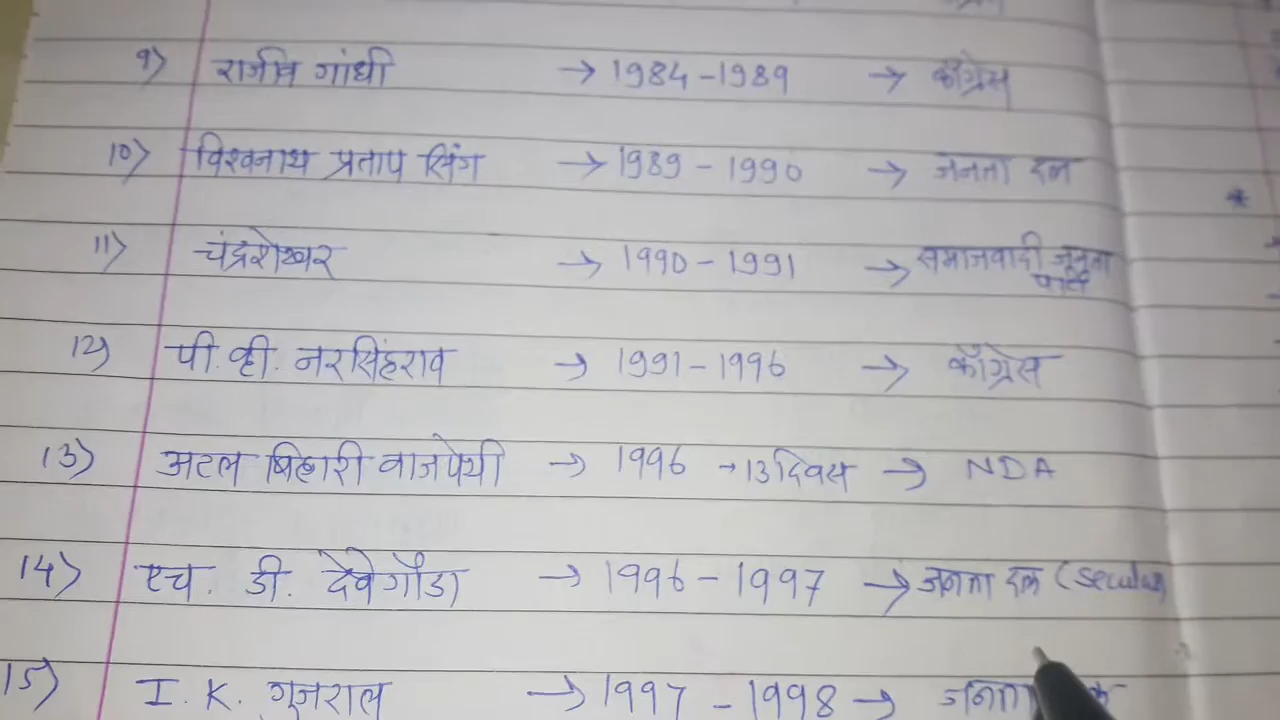 9) राजीव गांधी → 1984-1989 → काँग्रेस
10) विश्वनाथ प्रताप सिंग → 1989-1990 → जनता दल
11) चंद्रशेखर → 1990-1991 → समाजवादी जनता
पार्टी
12) पी. व्ही. नरसिंहराव → 1991-1996 → काँग्रेस
13) अटल बिहारी वाजपेयी → 1996 → 13 दिवस → NDA
14) एच. डी. देवेगौडा → 1996-1997 → जनता दल (Secular)
15) I. K. गुजराल → 1997-1998 → जनता